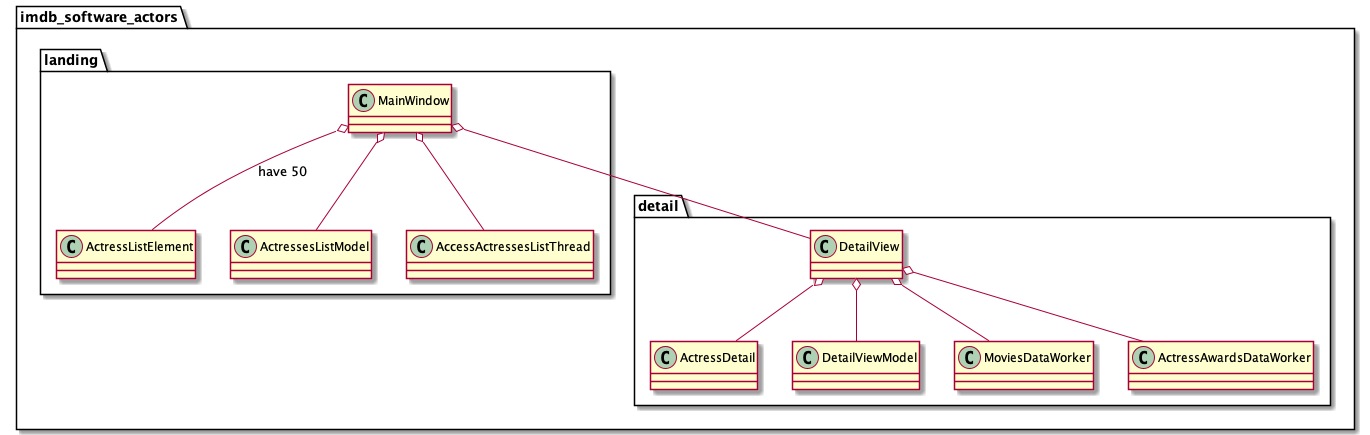 imdb_software_actors
landing
C MainWindow
have 50
detail
C ActressListElement
C ActressesListModel
C AccessActressesListThread
C DetailView
C ActressDetail
C DetailViewModel
C MoviesDataWorker
C ActressAwardsDataWorker